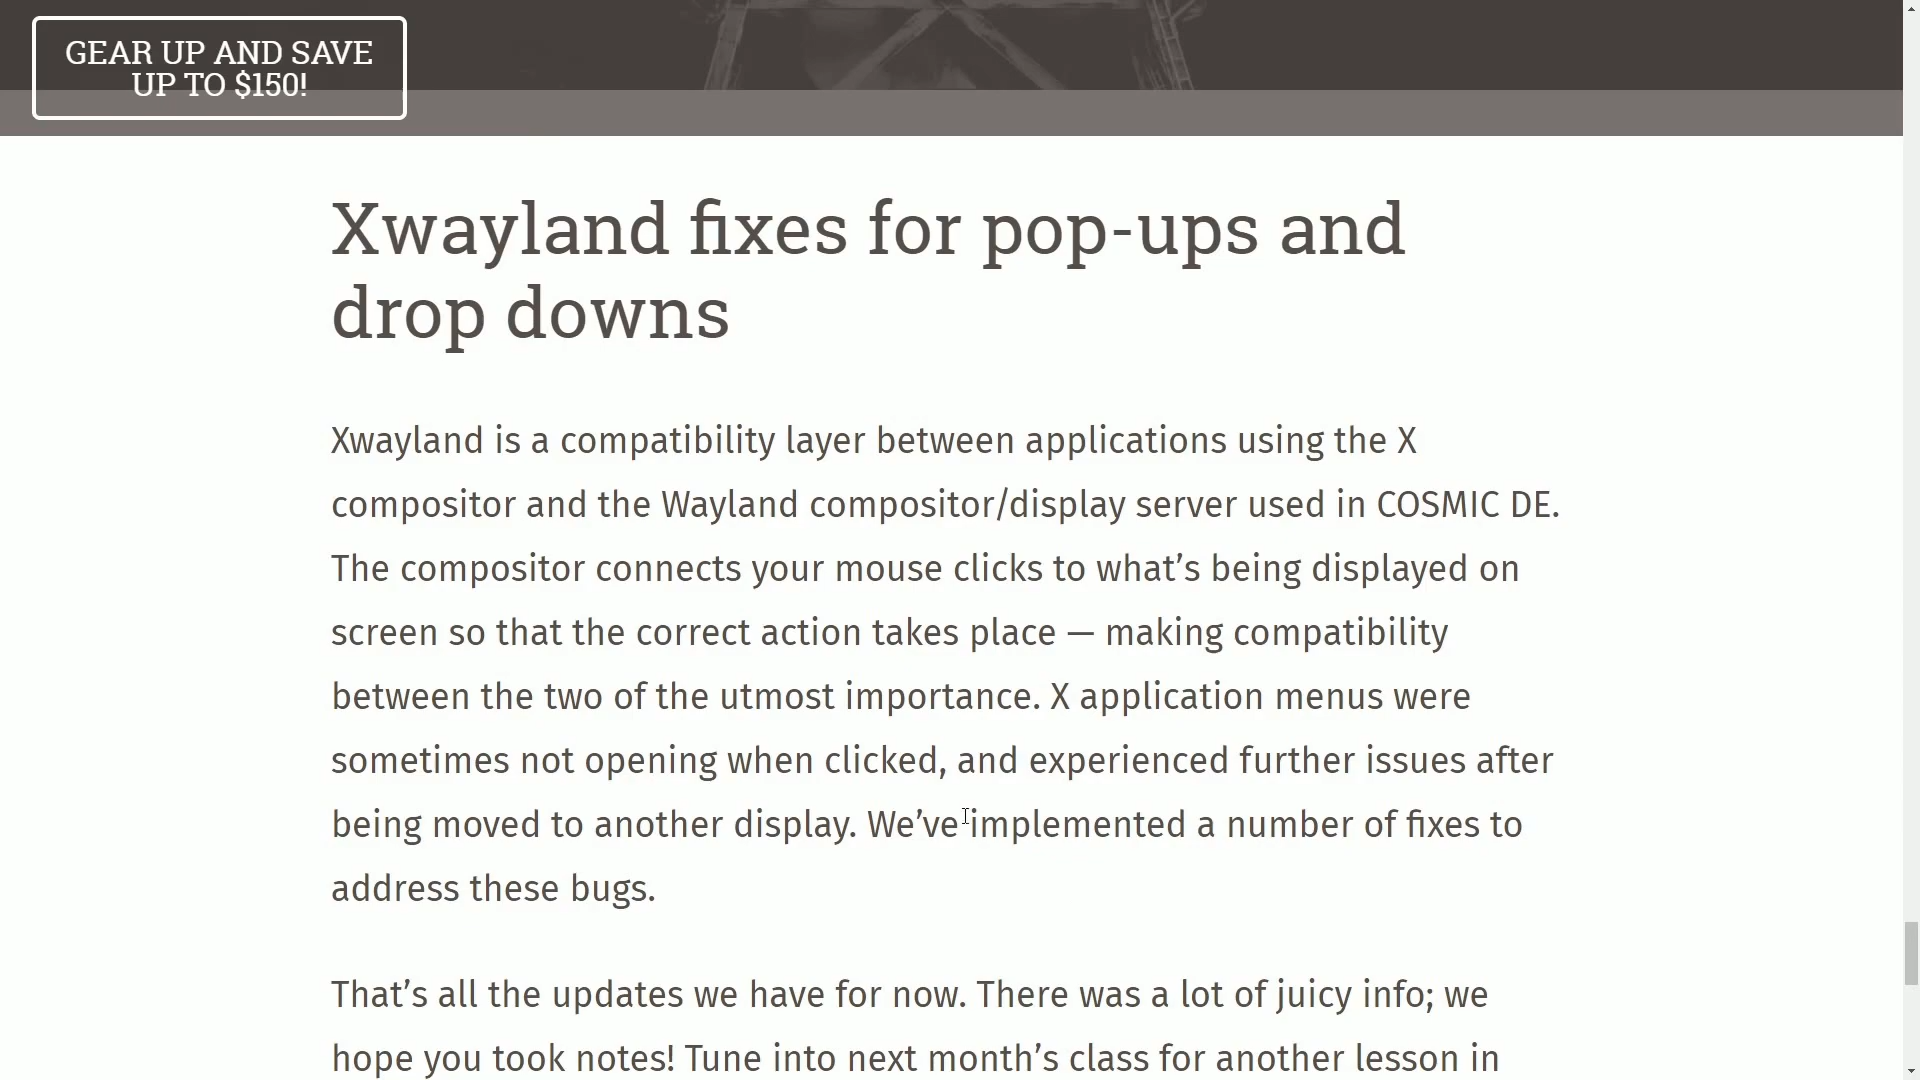 GEAR UP AND SAVE
UP TO $150!
Xwayland fixes for pop-ups and
drop downs
Xwayland is a compatibility layer between applications using the X
compositor and the Wayland compositor/display server used in COSMIC DE.
The compositor connects your mouse clicks to what’s being displayed on
screen so that the correct action takes place — making compatibility
between the two of the utmost importance. X application menus were
sometimes not opening when clicked, and experienced further issues after
being moved to another display. We’ve implemented a number of fixes to
address these bugs.
That’s all the updates we have for now. There was a lot of juicy info; we
hope you took notes! Tune into next month’s class for another lesson in